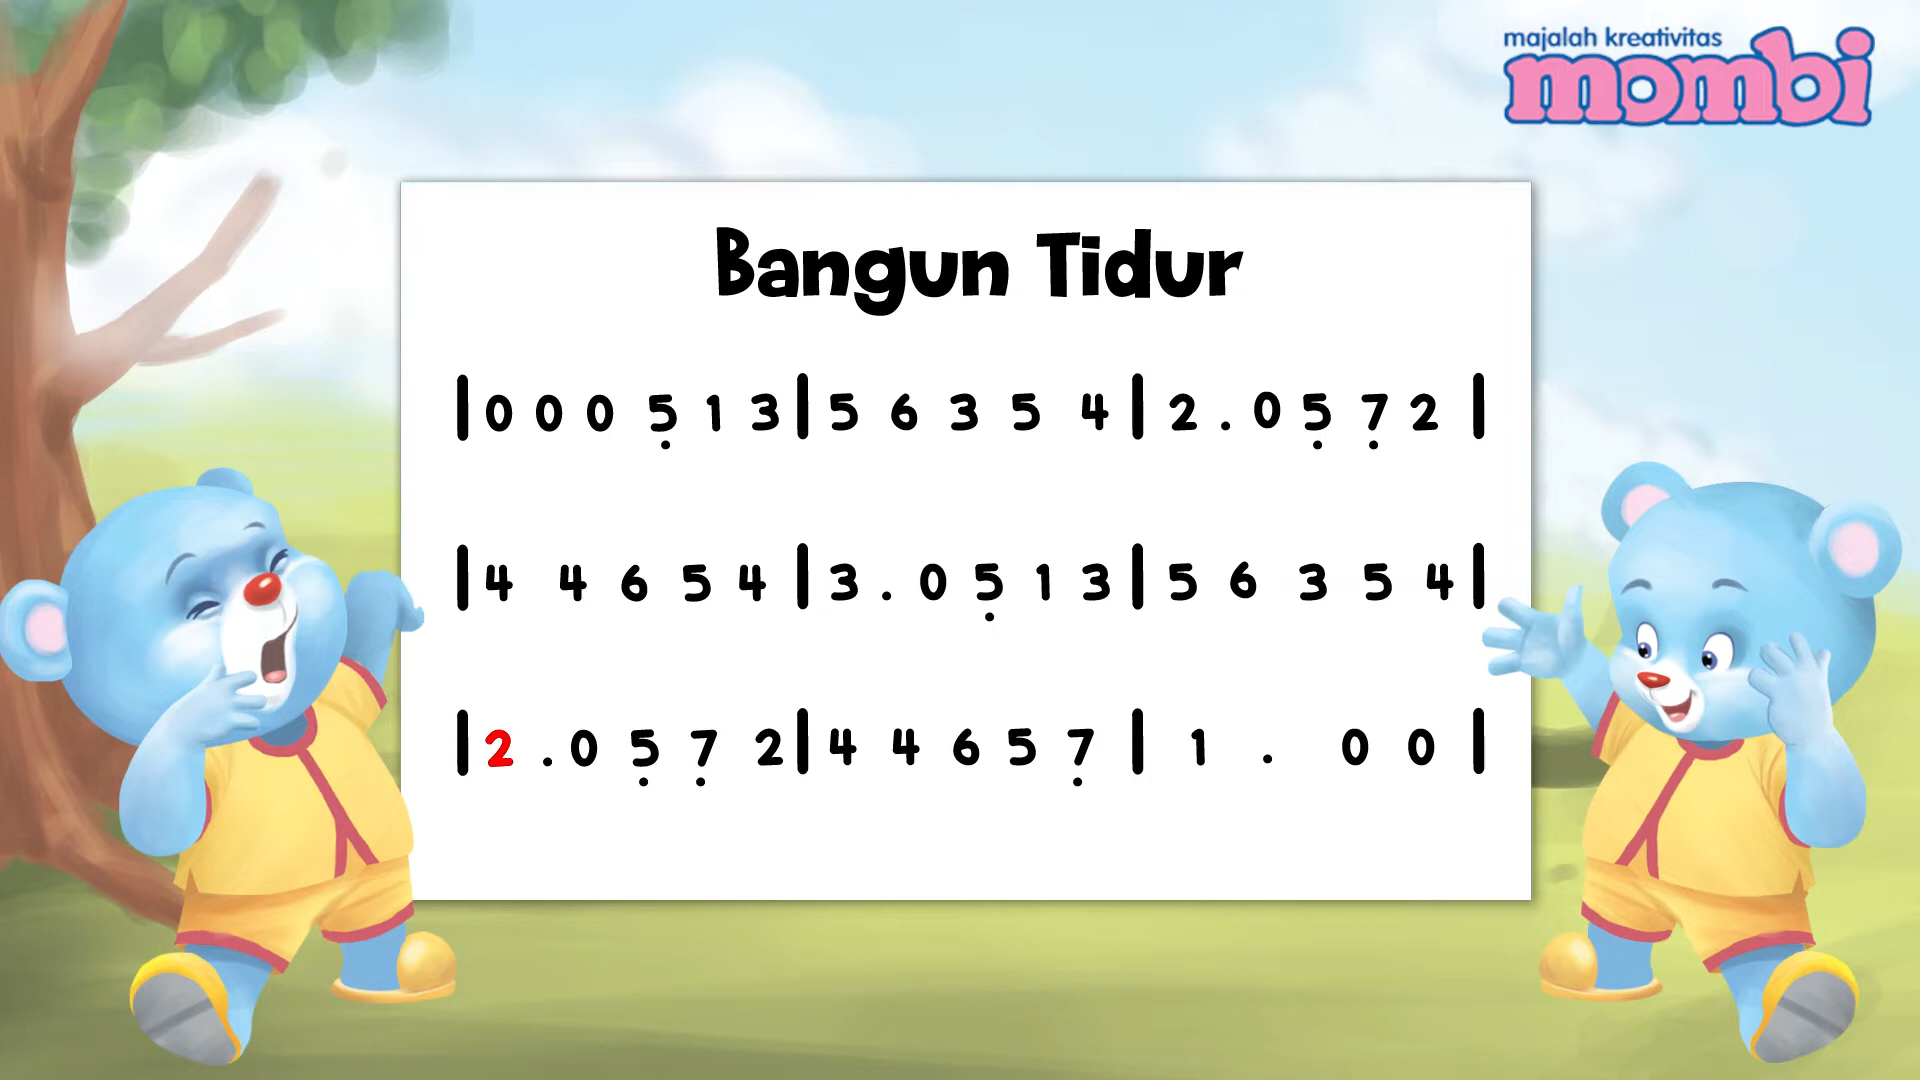 majalah kreativitas
mombi
Bangun Tidur
|0 0 0 5̣ 1 3|5 6 3 5 4|2 . 0 5̣ 7̣ 2 |
|4 4 6 5 4|3 . 0 5̣ 1 3|5 6 3 5 4|
|2 . 0 5̣ 7̣ 2|4 4 6 5 7̣ | 1 . 0 0 |